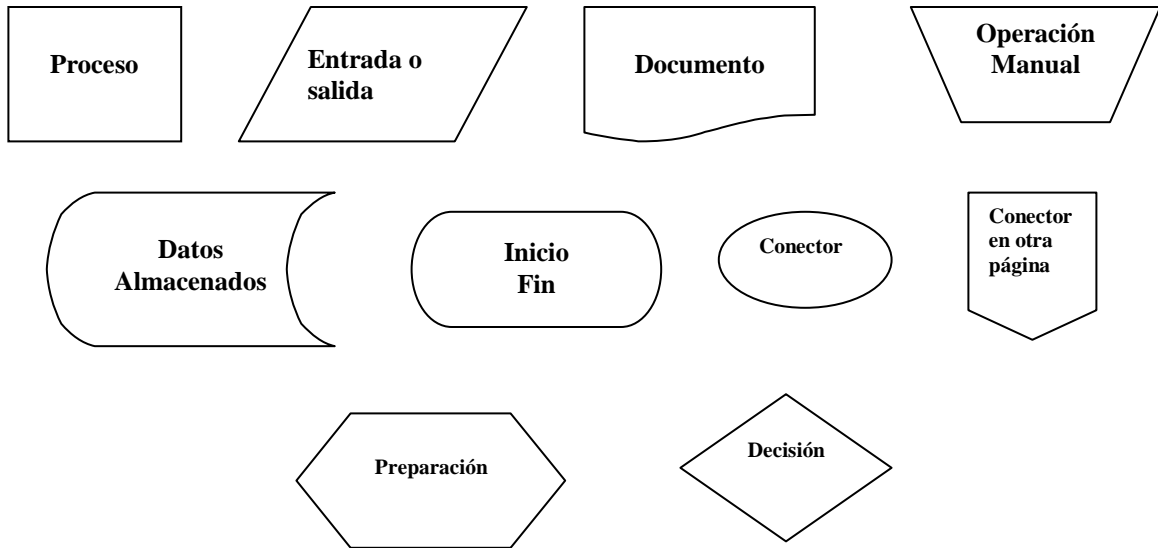 Proceso
Entrada o
salida
Documento
Operación
Manual
Datos
Almacenados
Inicio
Fin
Conector
Conector
en otra
página
Preparación
Decisión